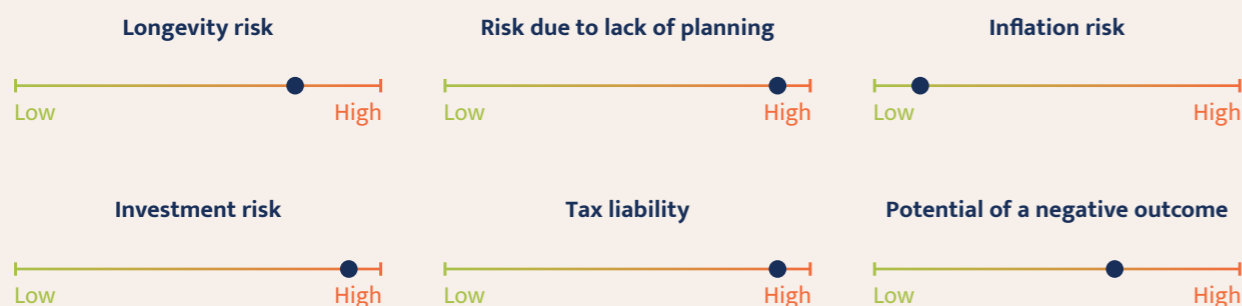 Longevity risk
Risk due to lack of planning
Inflation risk
Low High
Low High
Low High
Investment risk
Tax liability
Potential of a negative outcome
Low High
Low High
Low High